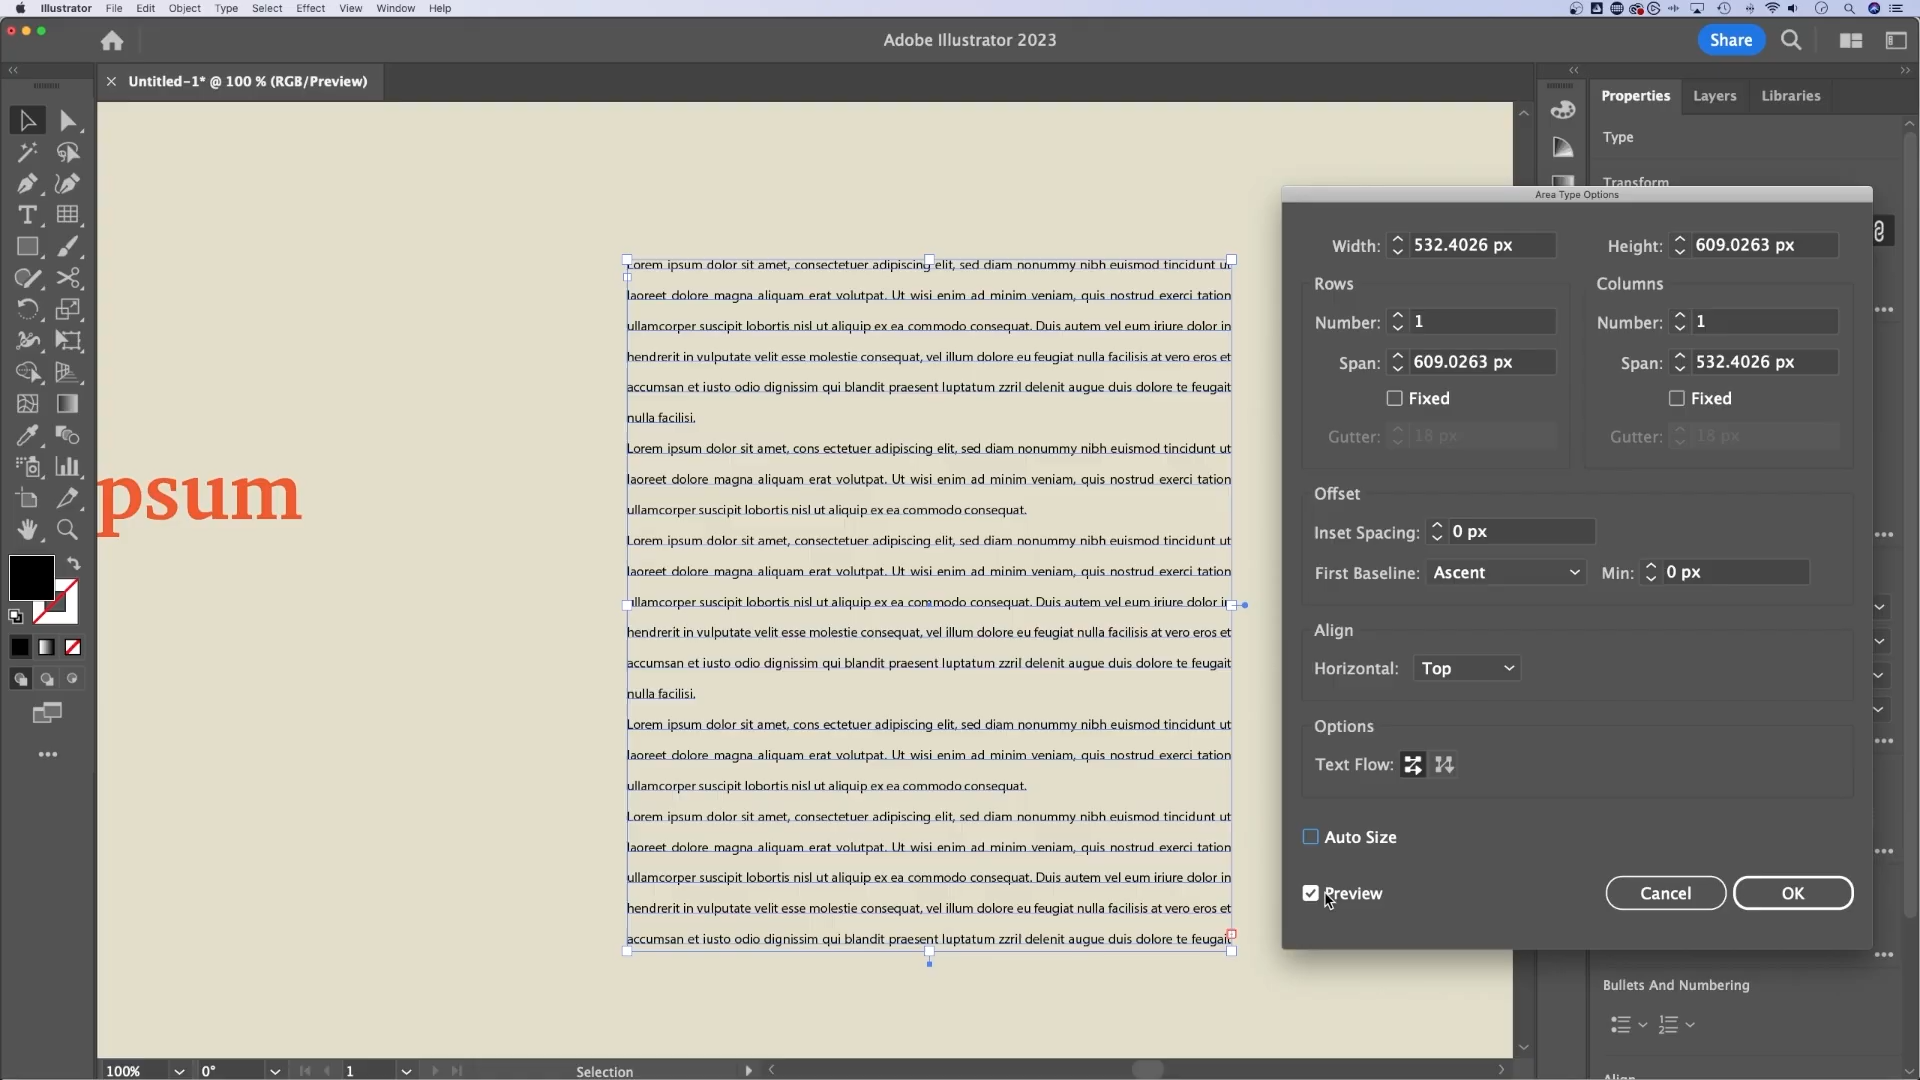 Illustrator File Edit Object Type Select Effect View Window Help
Adobe Illustrator 2023
Share
Untitled-1* @ 100 % (RGB/Preview)
Properties Layers Libraries
Type
Transform
psum
Lorem ipsum dolor sit amet, consectetuer adipiscing elit, sed diam nonummy nibh euismod tincidunt ut
laoreet dolore magna aliquam erat volutpat. Ut wisi enim ad minim veniam, quis nostrud exerci tation
ullamcorper suscipit lobortis nisl ut aliquip ex ea commodo consequat. Duis autem vel eum iriure dolor in
hendrerit in vulputate velit esse molestie consequat, vel illum dolore eu feugiat nulla facilisis at vero eros et
accumsan et iusto odio dignissim qui blandit praesent luptatum zzril delenit augue duis dolore te feugait
nulla facilisi.
Lorem ipsum dolor sit amet, cons ectetuer adipiscing elit, sed diam nonummy nibh euismod tincidunt ut
laoreet dolore magna aliquam erat volutpat. Ut wisi enim ad minim veniam, quis nostrud exerci tation
ullamcorper suscipit lobortis nisl ut aliquip ex ea commodo consequat.
Lorem ipsum dolor sit amet, consectetuer adipiscing elit, sed diam nonummy nibh euismod tincidunt ut
laoreet dolore magna aliquam erat volutpat. Ut wisi enim ad minim veniam, quis nostrud exerci tation
ullamcorper suscipit lobortis nisl ut aliquip ex ea commodo consequat. Duis autem vel eum iriure dolor in
hendrerit in vulputate velit esse molestie consequat, vel illum dolore eu feugiat nulla facilisis at vero eros et
accumsan et iusto odio dignissim qui blandit praesent luptatum zzril delenit augue duis dolore te feugait
nulla facilisi.
Lorem ipsum dolor sit amet, cons ectetuer adipiscing elit, sed diam nonummy nibh euismod tincidunt ut
laoreet dolore magna aliquam erat volutpat. Ut wisi enim ad minim veniam, quis nostrud exerci tation
ullamcorper suscipit lobortis nisl ut aliquip ex ea commodo consequat.
Lorem ipsum dolor sit amet, consectetuer adipiscing elit, sed diam nonummy nibh euismod tincidunt ut
laoreet dolore magna aliquam erat volutpat. Ut wisi enim ad minim veniam, quis nostrud exerci tation
ullamcorper suscipit lobortis nisl ut aliquip ex ea commodo consequat. Duis autem vel eum iriure dolor in
hendrerit in vulputate velit esse molestie consequat, vel illum dolore eu feugiat nulla facilisis at vero eros et
accumsan et iusto odio dignissim qui blandit praesent luptatum zzril delenit augue duis dolore te feugait
Area Type Options
Width: 532.4026 px Height: 609.0263 px
Rows Columns
Number: 1 Number: 1
Span: 609.0263 px Span: 532.4026 px
Fixed Fixed
Gutter: 18 px Gutter: 18 px
Offset
Inset Spacing: 0 px
First Baseline: Ascent Min: 0 px
Align
Horizontal: Top
Options
Text Flow:
Auto Size
Preview Cancel OK
Bullets And Numbering
Align
100% 0° 1 Selection